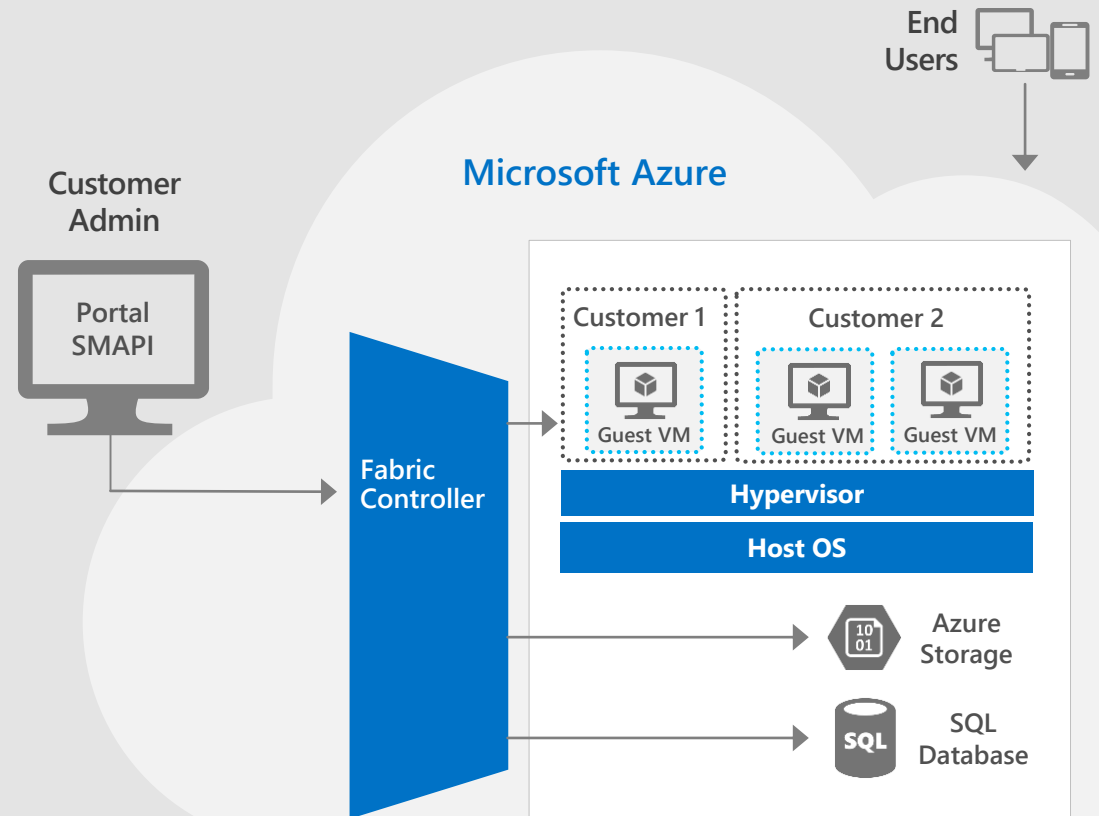 End
Users
Microsoft Azure
Customer
Admin
Portal
SMAPI
Customer 1
Customer 2
Guest VM
Guest VM
Guest VM
Fabric
Controller
Hypervisor
Host OS
10
01
Azure
Storage
SQL
SQL
Database